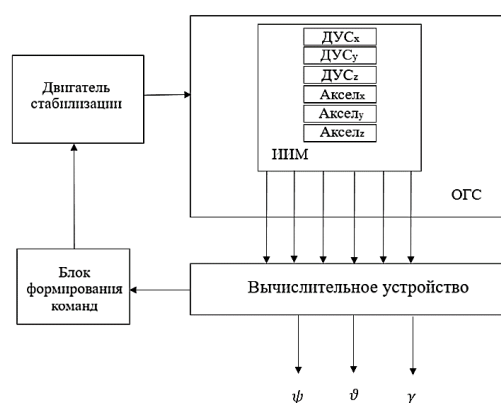 ДУСx
ДУСy
ДУСz
Акселx
Акселy
Акселz
ИИМ
ОГС
Двигатель
стабилизации
Блок
формирования
команд
Вычислительное устройство
ψ ϑ γ